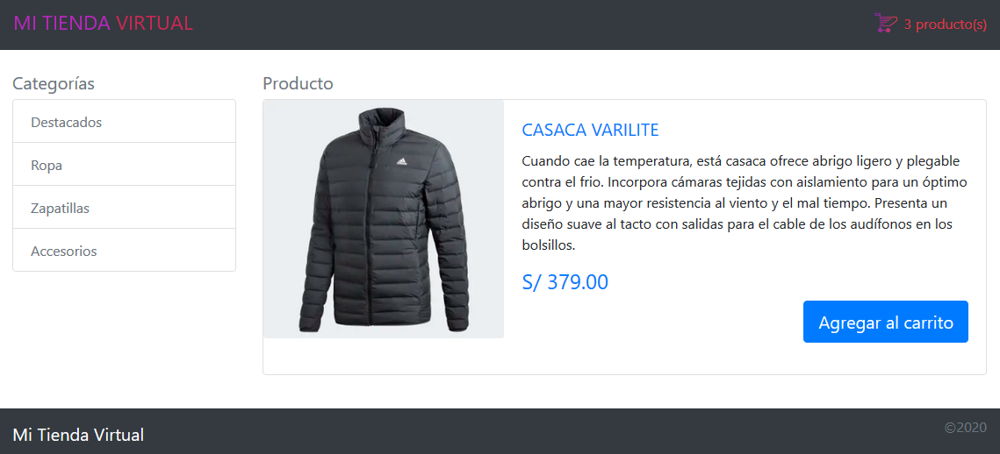 MI TIENDA VIRTUAL
3 producto(s)
Categorías
Destacados
Ropa
Zapatillas
Accesorios
Producto
CASACA VARILITE
Cuando cae la temperatura, está casaca ofrece abrigo ligero y plegable
contra el frio. Incorpora cámaras tejidas con aislamiento para un óptimo
abrigo y una mayor resistencia al viento y el mal tiempo. Presenta un
diseño suave al tacto con salidas para el cable de los audífonos en los
bolsillos.
S/ 379.00
Agregar al carrito
Mi Tienda Virtual
©2020